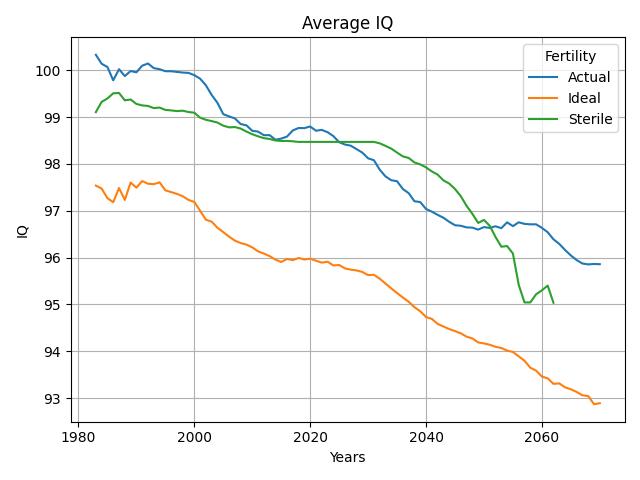 Average IQ
Fertility
Actual
Ideal
Sterile
IQ
100
99
98
97
96
95
94
93
1980
2000
2020
2040
2060
Years